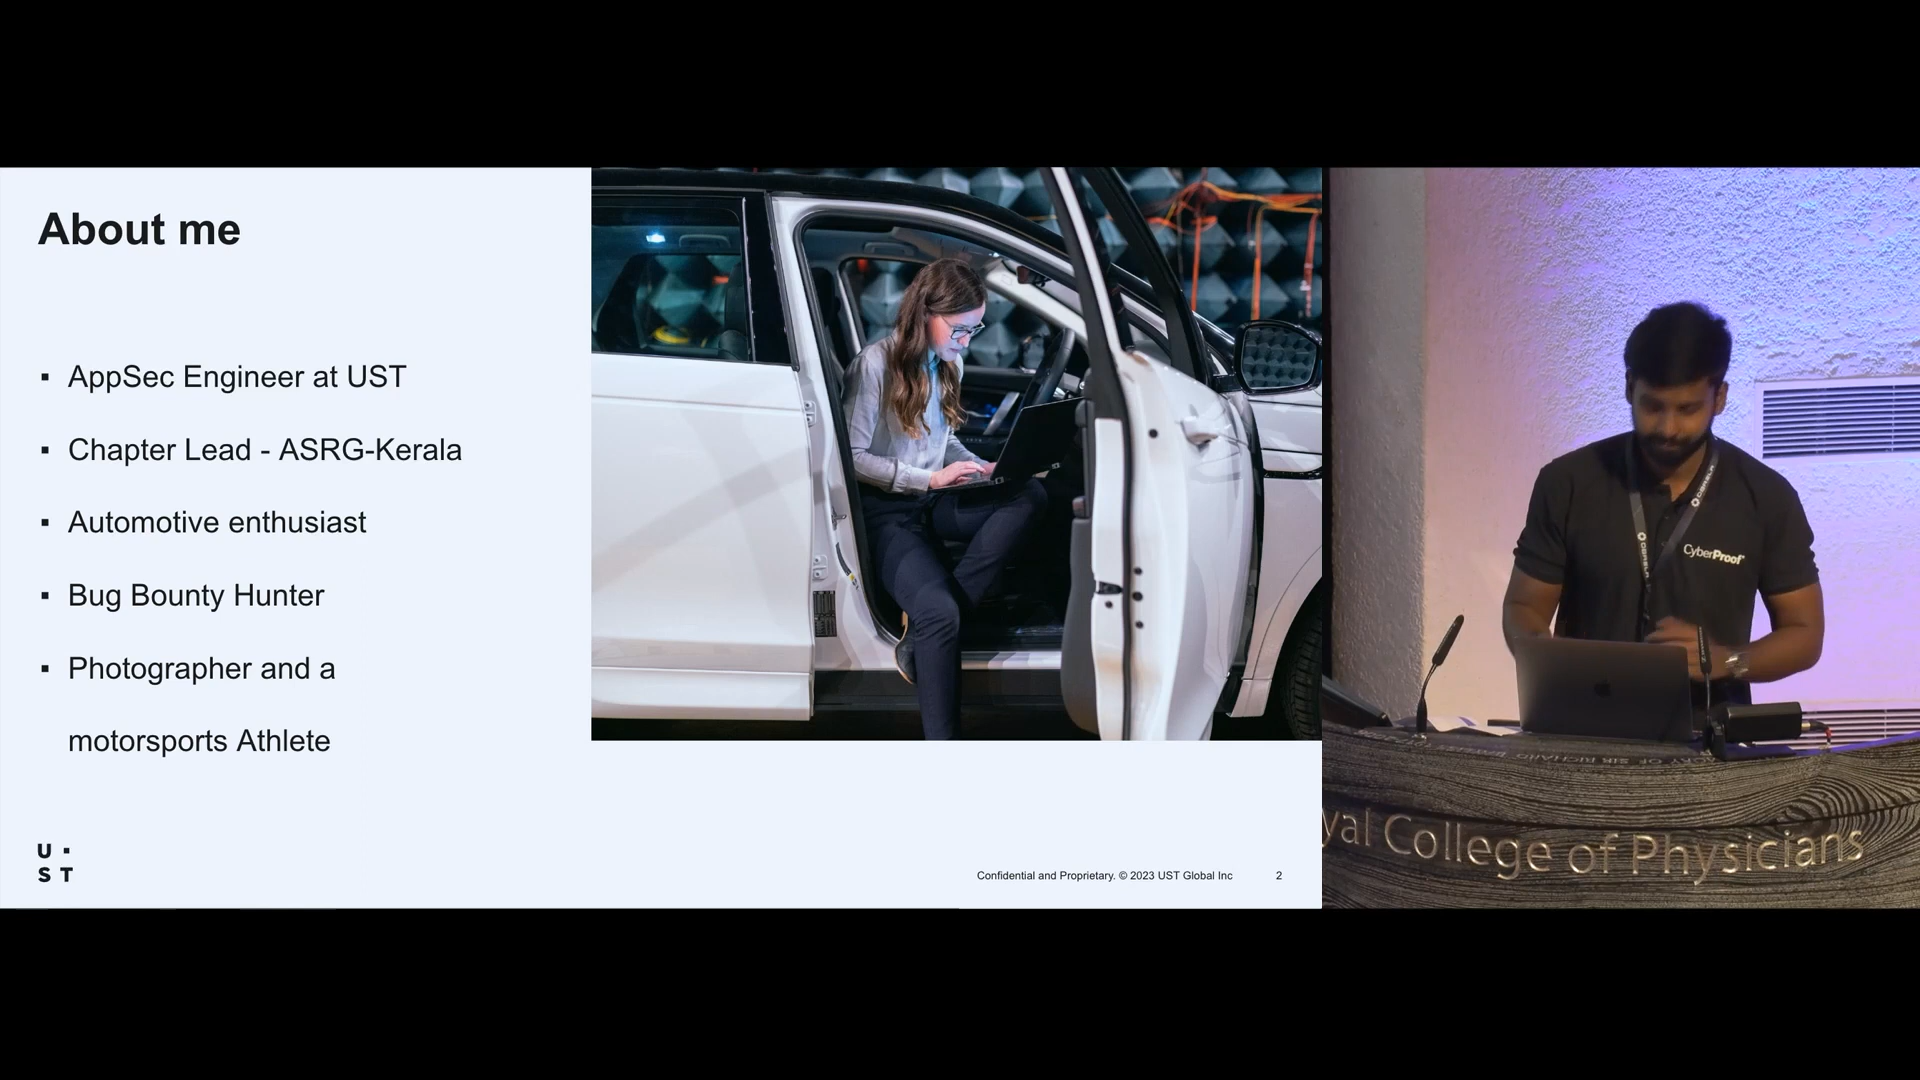 About me
▪ AppSec Engineer at UST
▪ Chapter Lead - ASRG-Kerala
▪ Automotive enthusiast
▪ Bug Bounty Hunter
▪ Photographer and a
motorsports Athlete
U ▪
S T
Confidential and Proprietary. © 2023 UST Global Inc 2
CyberProof
yal College of Physicians